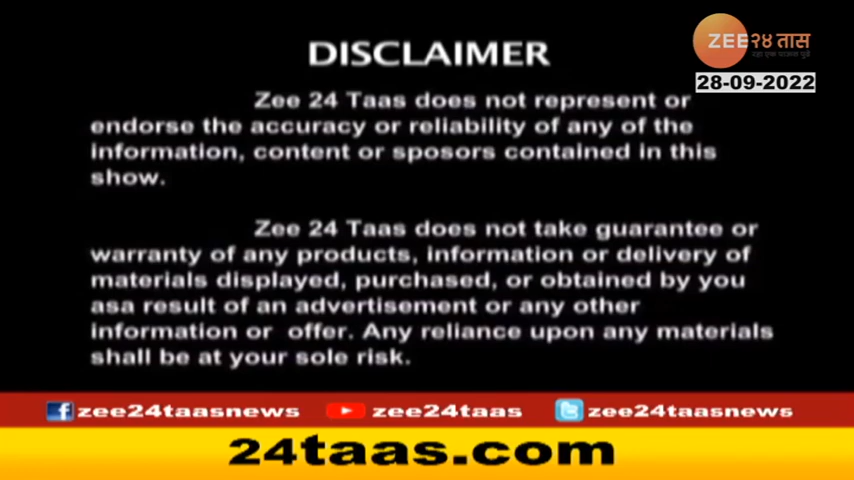 ZEE २४ तास
28-09-2022
DISCLAIMER
Zee 24 Taas does not represent or
endorse the accuracy or reliability of any of the
information, content or sposors contained in this
show.
Zee 24 Taas does not take guarantee or
warranty of any products, information or delivery of
materials displayed, purchased, or obtained by you
asa result of an advertisement or any other
information or offer. Any reliance upon any materials
shall be at your sole risk.
zee24taasnews zee24taas zee24taasnews
24taas.com